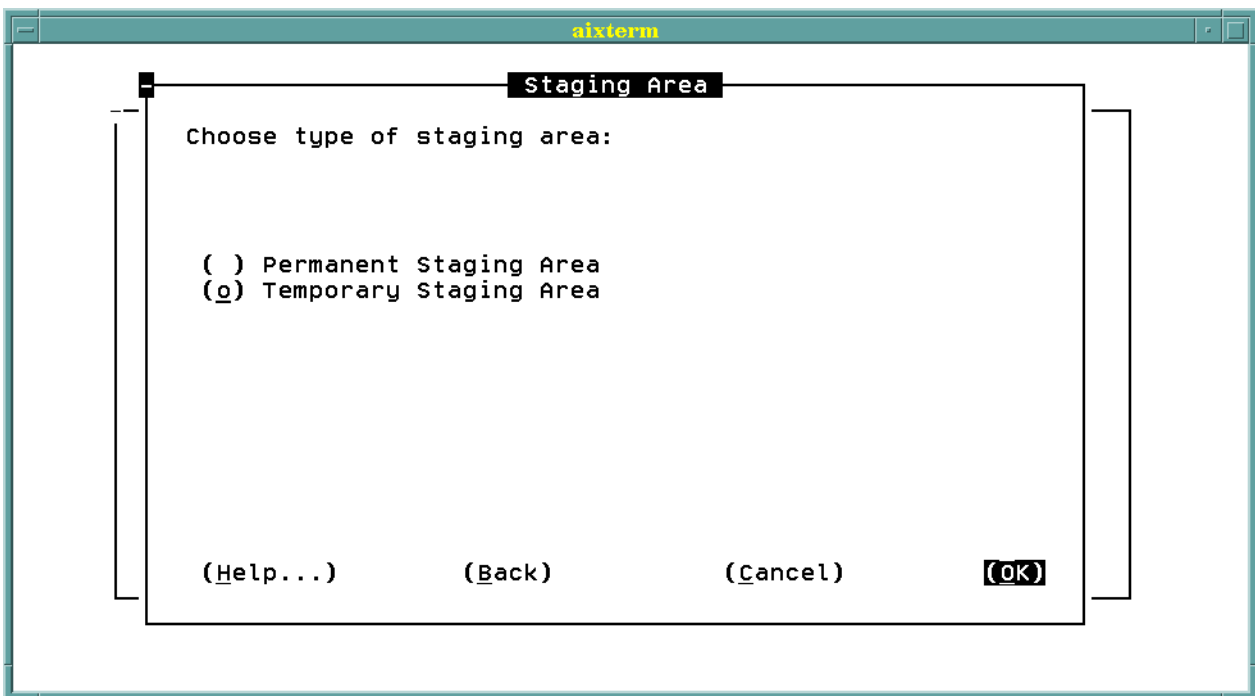 aixterm
Staging Area
Choose type of staging area:
( ) Permanent Staging Area
(o) Temporary Staging Area
(Help...) (Back) (Cancel) (OK)